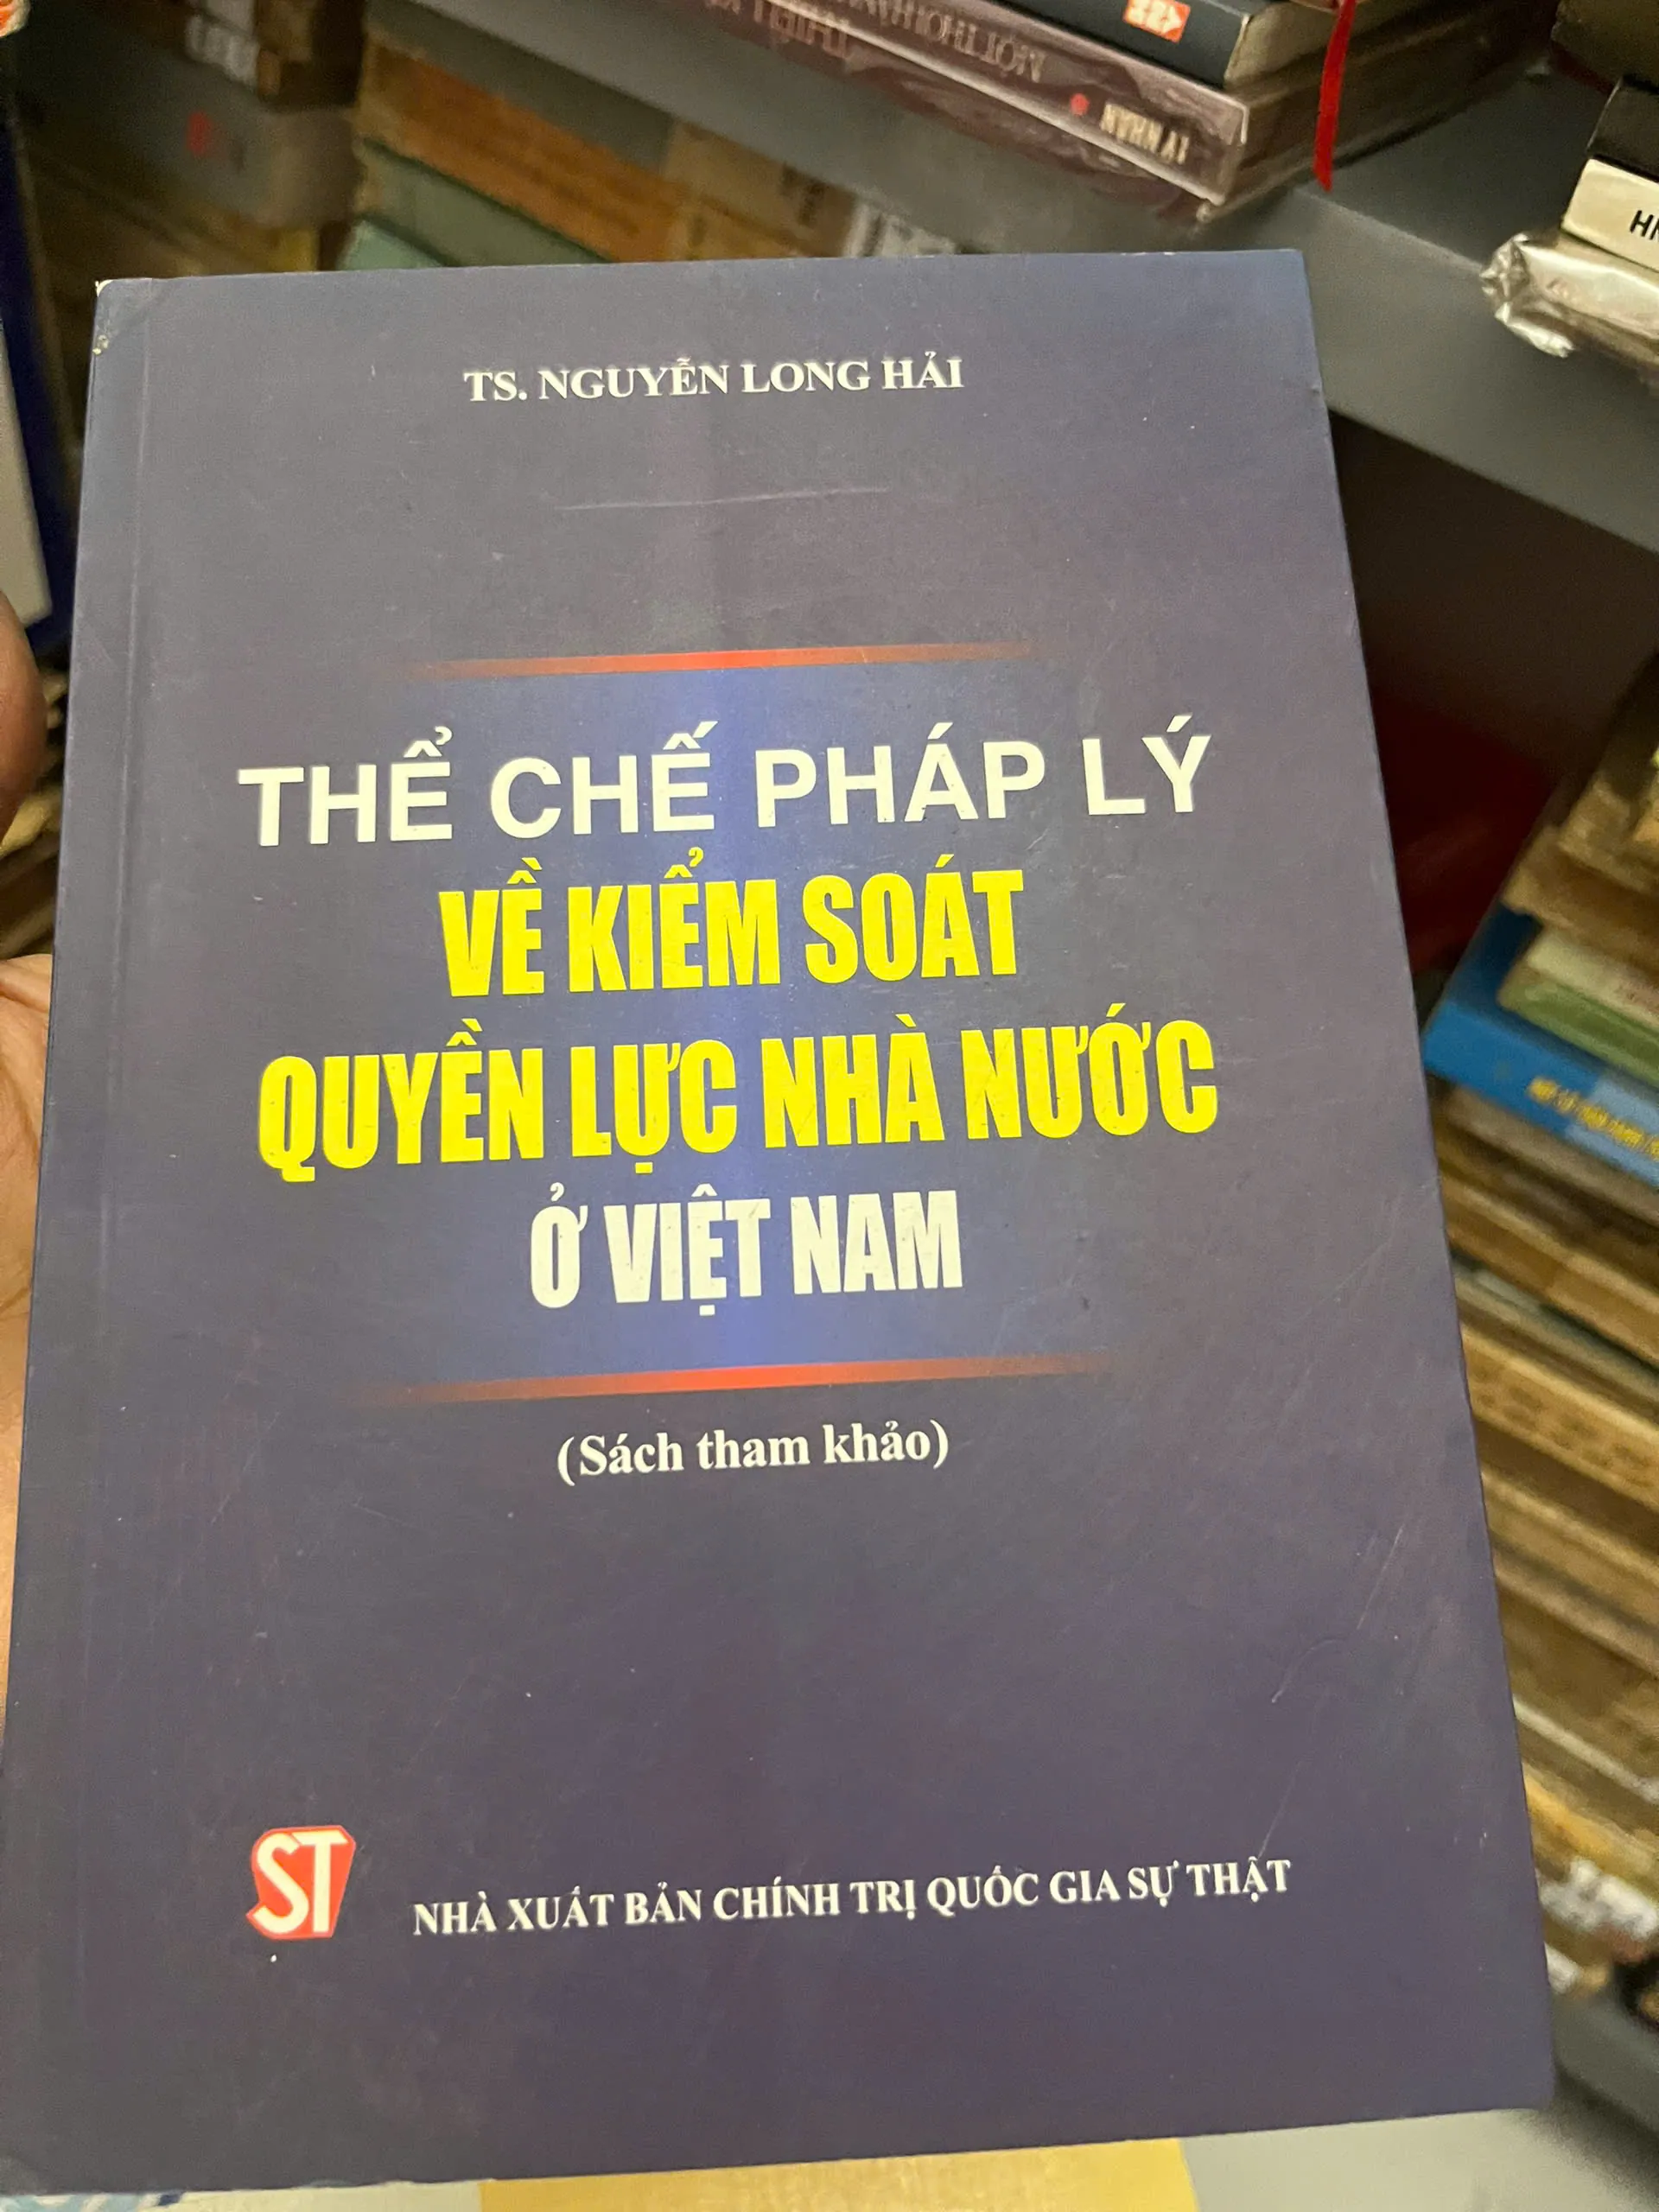 TS. NGUYỄN LONG HẢI
THỂ CHẾ PHÁP LÝ
VỀ KIỂM SOÁT
QUYỀN LỰC NHÀ NƯỚC
Ở VIỆT NAM
(Sách tham khảo)
ST
NHÀ XUẤT BẢN CHÍNH TRỊ QUỐC GIA SỰ THẬT